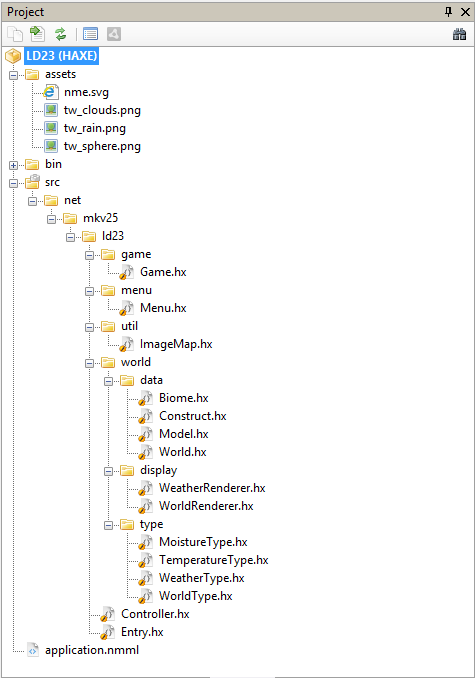 Project
LD23 (HAXE)
assets
nme.svg
tw_clouds.png
tw_rain.png
tw_sphere.png
bin
src
net
mkv25
ld23
game
Game.hx
menu
Menu.hx
util
ImageMap.hx
world
data
Biome.hx
Construct.hx
Model.hx
World.hx
display
WeatherRenderer.hx
WorldRenderer.hx
type
MoistureType.hx
TemperatureType.hx
WeatherType.hx
WorldType.hx
Controller.hx
Entry.hx
application.nmml